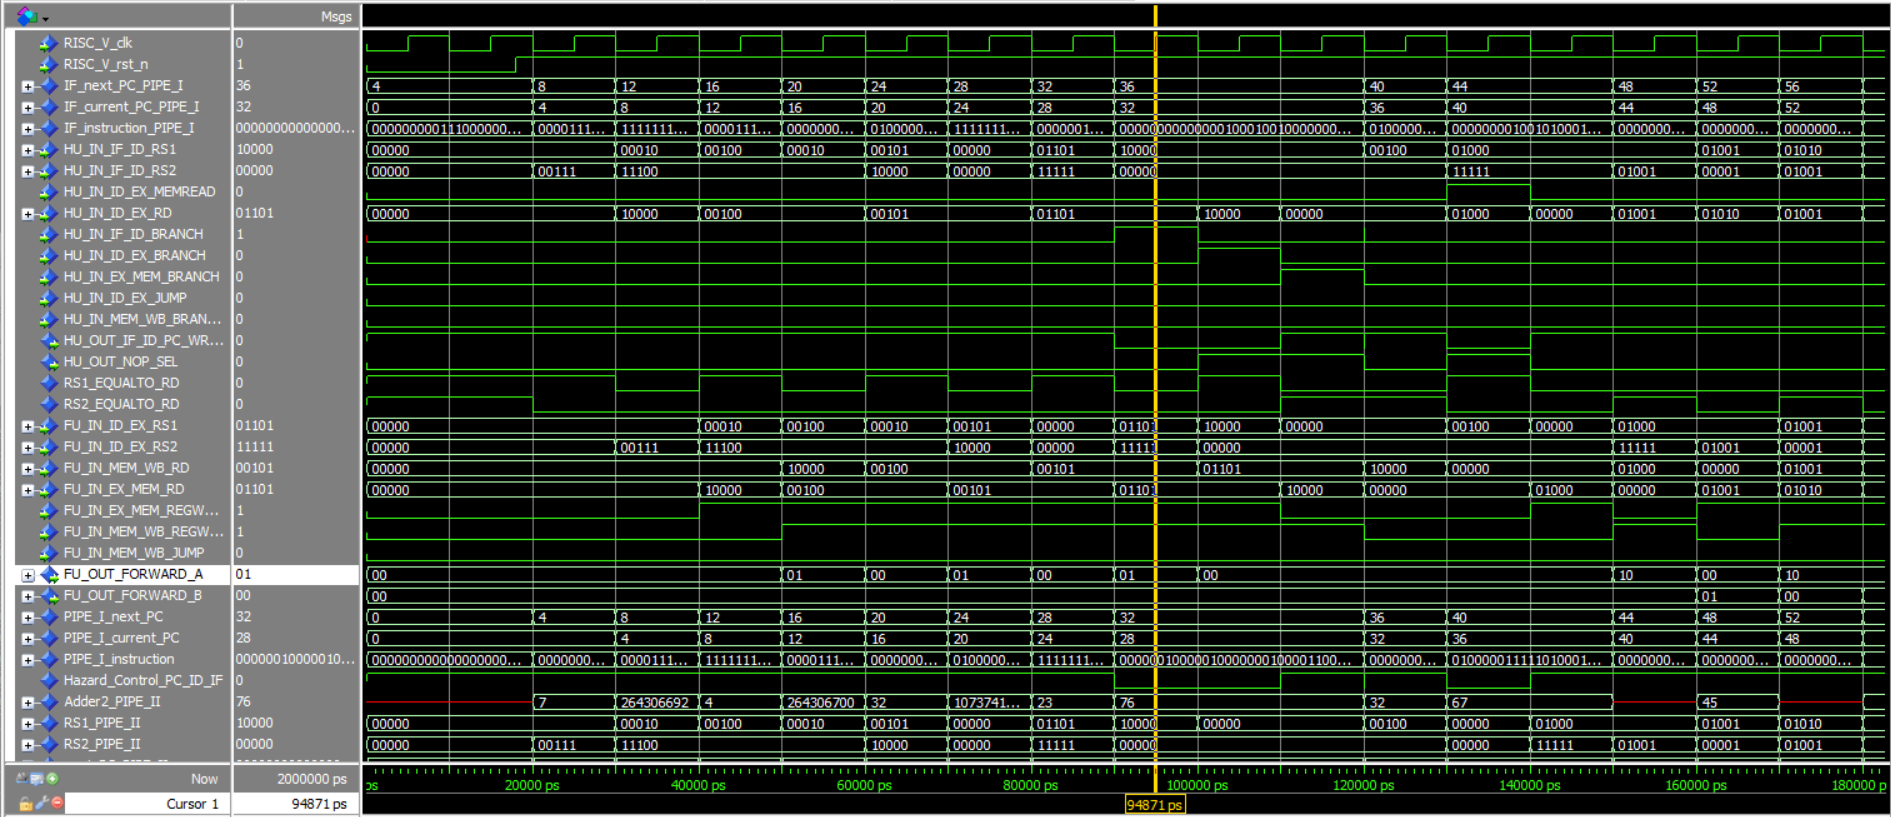 Msgs
RISC_V_clk 0
RISC_V_rst_n 1
IF_next_PC_PIPE_I 36 4 8 12 16 20 24 28 32 36 40 44 48 52 56
IF_current_PC_PIPE_I 32 0 4 8 12 16 20 24 28 32 36 40 44 48 52
IF_instruction_PIPE_I 00000000000000... 000000000111000000... 0000111... 1111111... 0000111... 0000000... 0100000... 1111111... 0000001... 00000000000000010001001000000... 0100000... 000000001001010001... 0000000... 0000000... 0000000...
HU_IN_IF_ID_RS1 10000 00000 00010 00100 00010 00101 00000 01101 10000 00100 01000 01001 01010
HU_IN_IF_ID_RS2 00000 00000 00111 11100 10000 00000 11111 00000 11111 01001 00001 01001
HU_IN_ID_EX_MEMREAD 0
HU_IN_ID_EX_RD 01101 00000 10000 00100 00101 01101 10000 00000 01000 00000 01001 01010 01001
HU_IN_IF_ID_BRANCH 1
HU_IN_ID_EX_BRANCH 0
HU_IN_EX_MEM_BRANCH 0
HU_IN_ID_EX_JUMP 0
HU_IN_MEM_WB_BRAN... 0
HU_OUT_IF_ID_PC_WR... 0
HU_OUT_NOP_SEL 0
RS1_EQUALTO_RD 0
RS2_EQUALTO_RD 0
FU_IN_ID_EX_RS1 01101 00000 00010 00100 00010 00101 00000 01101 10000 00000 00100 00000 01000 01001
FU_IN_ID_EX_RS2 11111 00000 00111 11100 10000 00000 11111 00000 11111 01001 00001
FU_IN_MEM_WB_RD 00101 00000 10000 00100 00101 01101 10000 00000 01000 00000 01001
FU_IN_EX_MEM_RD 01101 00000 10000 00100 00101 01101 10000 00000 01000 00000 01001 01010
FU_IN_EX_MEM_REGW... 1
FU_IN_MEM_WB_REGW... 1
FU_IN_MEM_WB_JUMP 0
FU_OUT_FORWARD_A 01 00 01 00 01 00 01 00 10 00 10
FU_OUT_FORWARD_B 00 00 01 00
PIPE_I_next_PC 32 0 4 8 12 16 20 24 28 32 36 40 44 48 52
PIPE_I_current_PC 28 0 4 8 12 16 20 24 28 32 36 40 44 48
PIPE_I_instruction 00000010000010... 000000000000000000... 0000000... 0000111... 1111111... 0000111... 0000000... 0100000... 1111111... 0000001000001000000100001100... 0000000... 010000011111010001... 0000000... 0000000... 0000000...
Hazard_Control_PC_ID_IF 0
Adder2_PIPE_II 76 7 264306692 4 264306700 32 1073741... 23 76 32 67 45
RS1_PIPE_II 10000 00000 00010 00100 00010 00101 00000 01101 10000 00000 00100 00000 01000 01001 01010
RS2_PIPE_II 00000 00000 00111 11100 10000 00000 11111 00000 00000 11111 01001 00001 01001
Now 2000000 ps ps 20000 ps 40000 ps 60000 ps 80000 ps 100000 ps 120000 ps 140000 ps 160000 ps 180000 p
Cursor 1 94871 ps 94871 ps